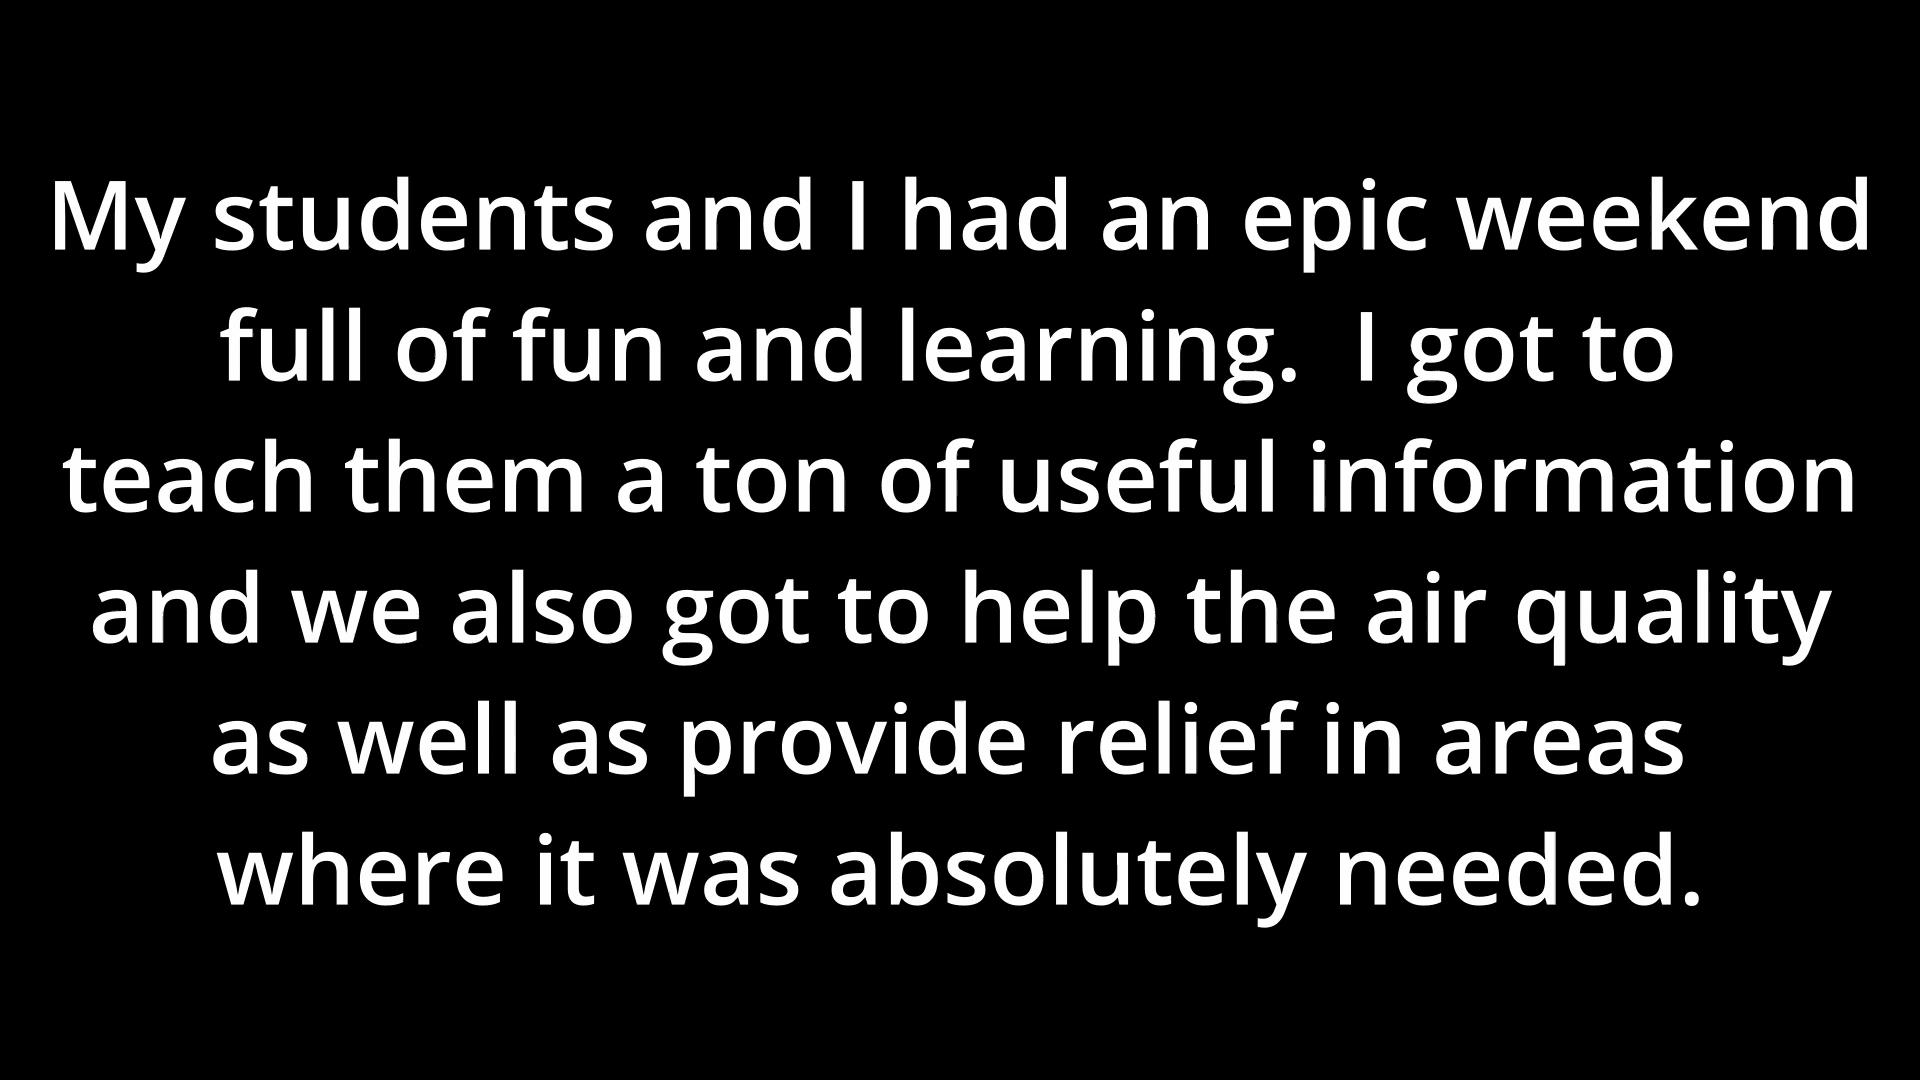 My students and I had an epic weekend
full of fun and learning.  I got to
teach them a ton of useful information
and we also got to help the air quality
as well as provide relief in areas
where it was absolutely needed.